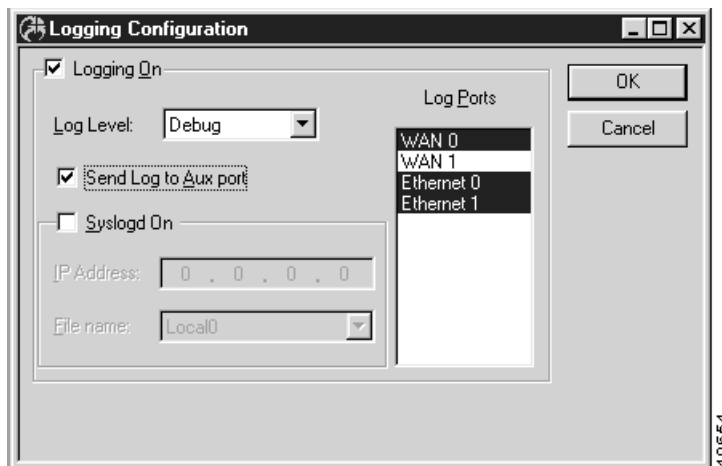 Logging Configuration
Logging On
Log Level: Debug
Send Log to Aux port
Syslogd On
IP Address: 0 . 0 . 0 . 0
File name: Local0
Log Ports
WAN 0
WAN 1
Ethernet 0
Ethernet 1
OK
Cancel